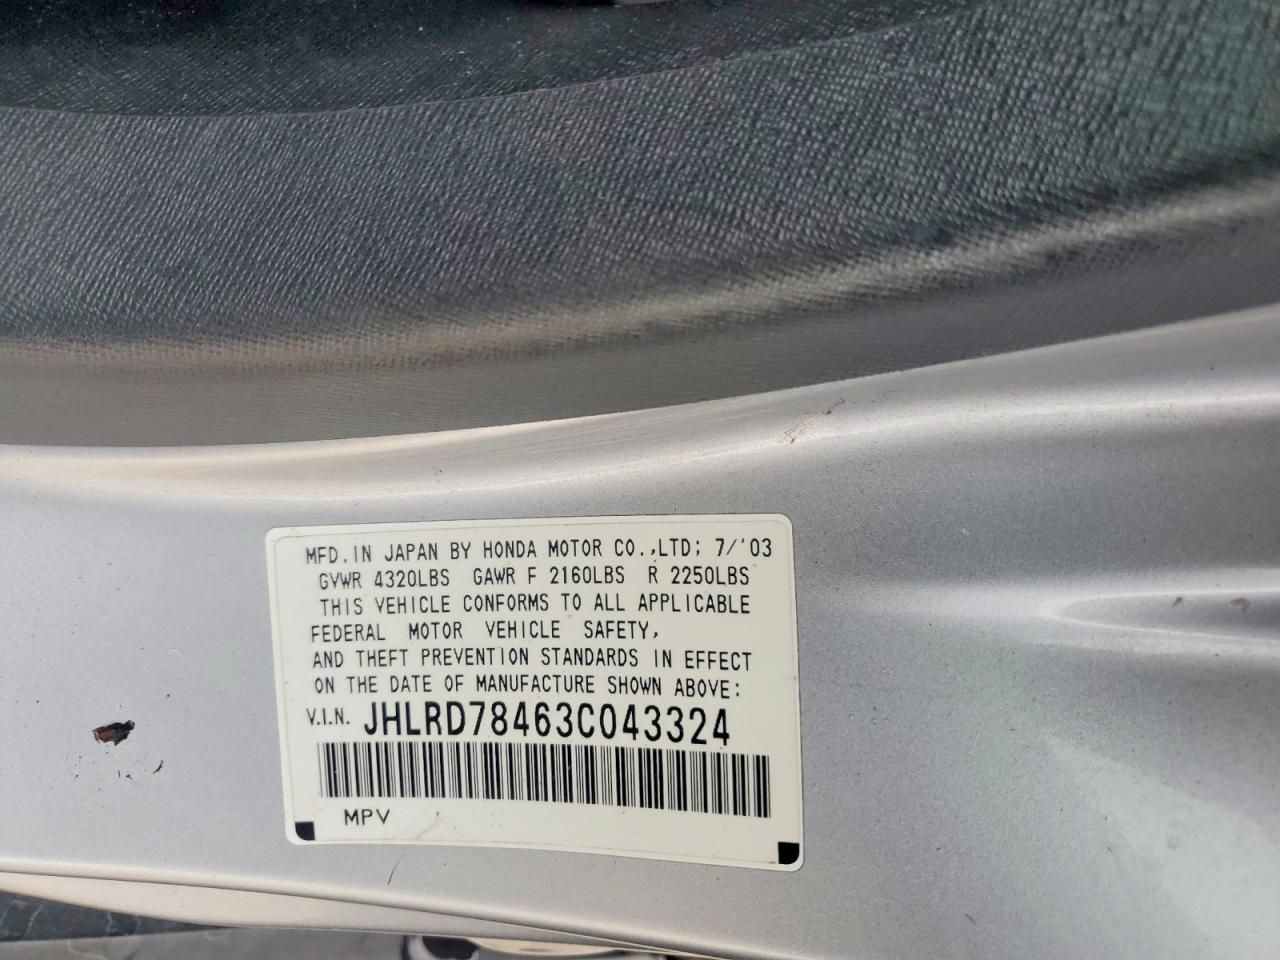 MFD. IN JAPAN BY HONDA MOTOR CO.,LTD; 7/'03
GVWR 4320LBS GAWR F 2160LBS R 2250LBS
THIS VEHICLE CONFORMS TO ALL APPLICABLE
FEDERAL MOTOR VEHICLE SAFETY,
AND THEFT PREVENTION STANDARDS IN EFFECT
ON THE DATE OF MANUFACTURE SHOWN ABOVE:
V.I.N. JHLRD78463C043324
MPV